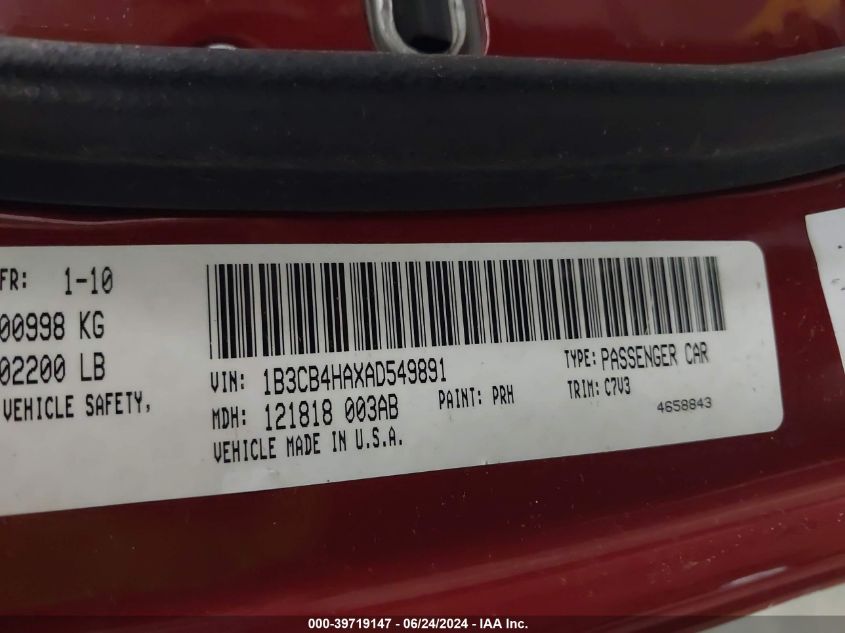 FR: 1-10
00998 KG
02200 LB
VEHICLE SAFETY,
VIN: 1B3CB4HAXAD549891
TYPE: PASSENGER CAR
MDH: 121818 003AB
PAINT: PRH
TRIM: C7V3
VEHICLE MADE IN U.S.A.
4658843
000-39719147 - 06/24/2024 - IAA Inc.